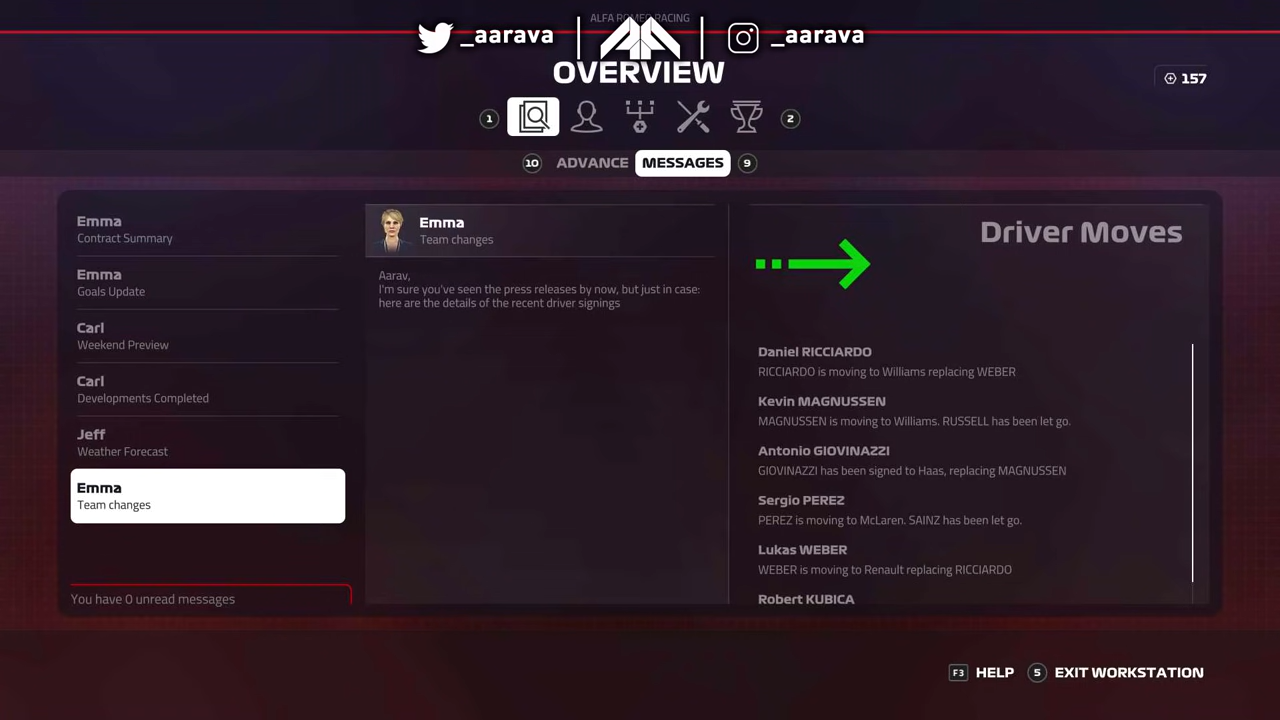 ALFA ROMEO RACING
_aarava
_aarava
OVERVIEW
157
1
2
10
ADVANCE
MESSAGES
9
Emma
Contract Summary
Emma
Goals Update
Carl
Weekend Preview
Carl
Developments Completed
Jeff
Weather Forecast
Emma
Team changes
You have 0 unread messages
Emma
Team changes
Aarav,
I'm sure you've seen the press releases by now, but just in case:
here are the details of the recent driver signings
Driver Moves
Daniel RICCIARDO
RICCIARDO is moving to Williams replacing WEBER
Kevin MAGNUSSEN
MAGNUSSEN is moving to Williams. RUSSELL has been let go.
Antonio GIOVINAZZI
GIOVINAZZI has been signed to Haas, replacing MAGNUSSEN
Sergio PEREZ
PEREZ is moving to McLaren. SAINZ has been let go.
Lukas WEBER
WEBER is moving to Renault replacing RICCIARDO
Robert KUBICA
F3 HELP
5 EXIT WORKSTATION